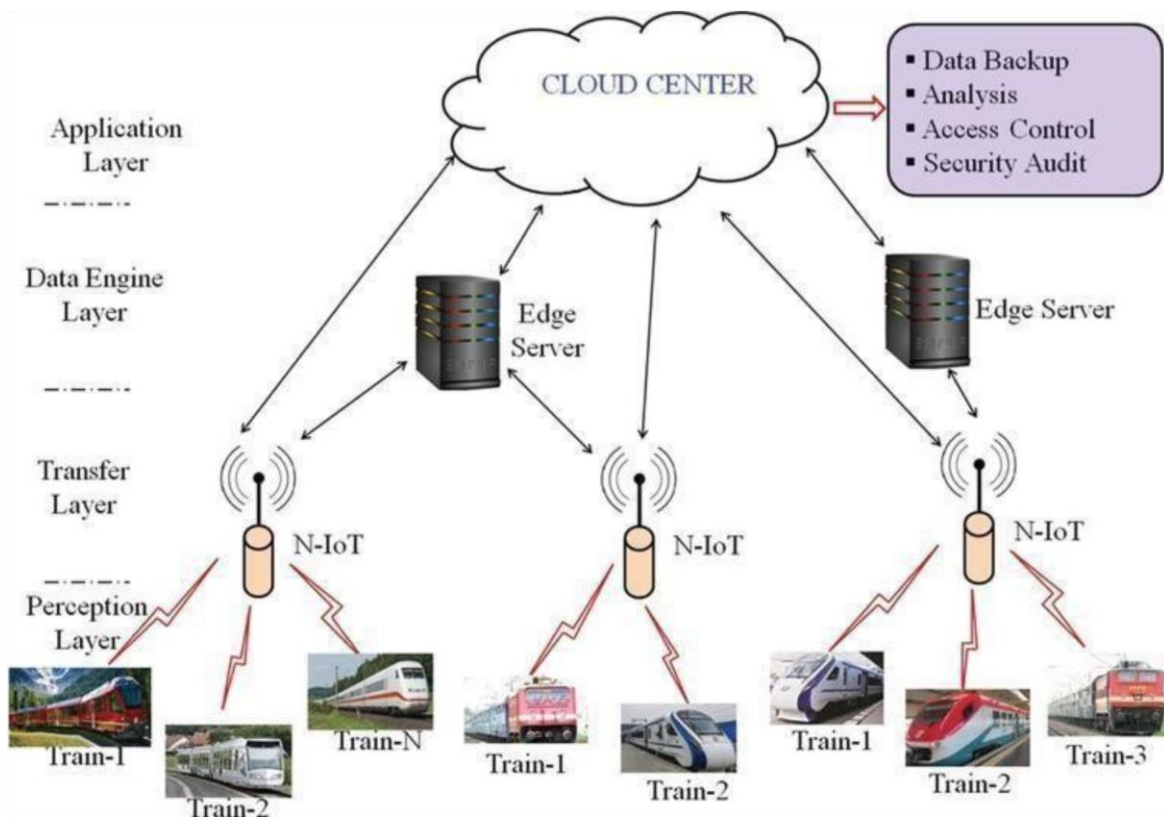 CLOUD CENTER
▪ Data Backup
▪ Analysis
▪ Access Control
▪ Security Audit
Application
Layer
Data Engine
Layer
Edge
Server
Edge Server
Transfer
Layer
N-IoT
N-IoT
N-IoT
Perception
Layer
Train-1
Train-2
Train-N
Train-1
Train-2
Train-1
Train-2
Train-3